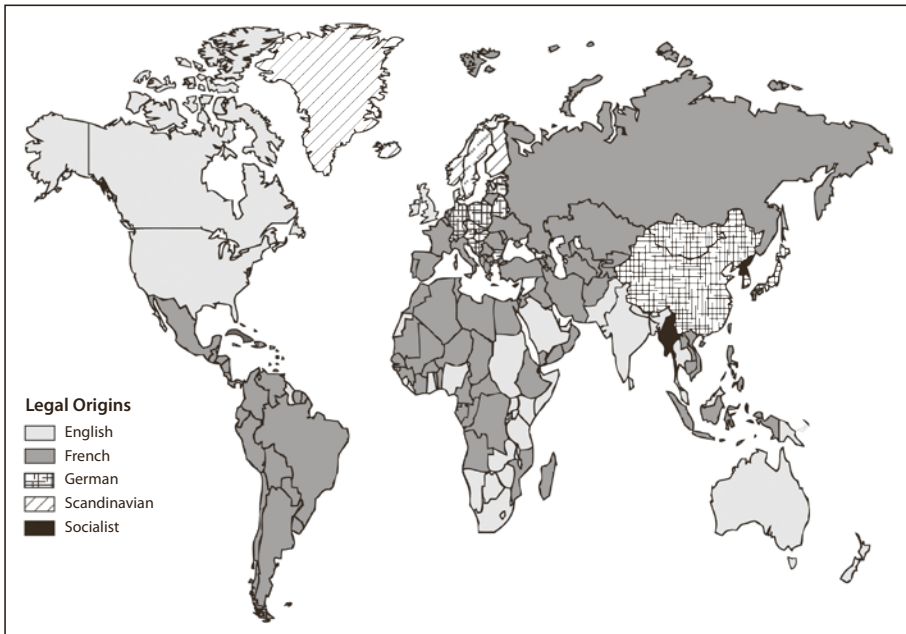 Legal Origins
English
French
German
Scandinavian
Socialist